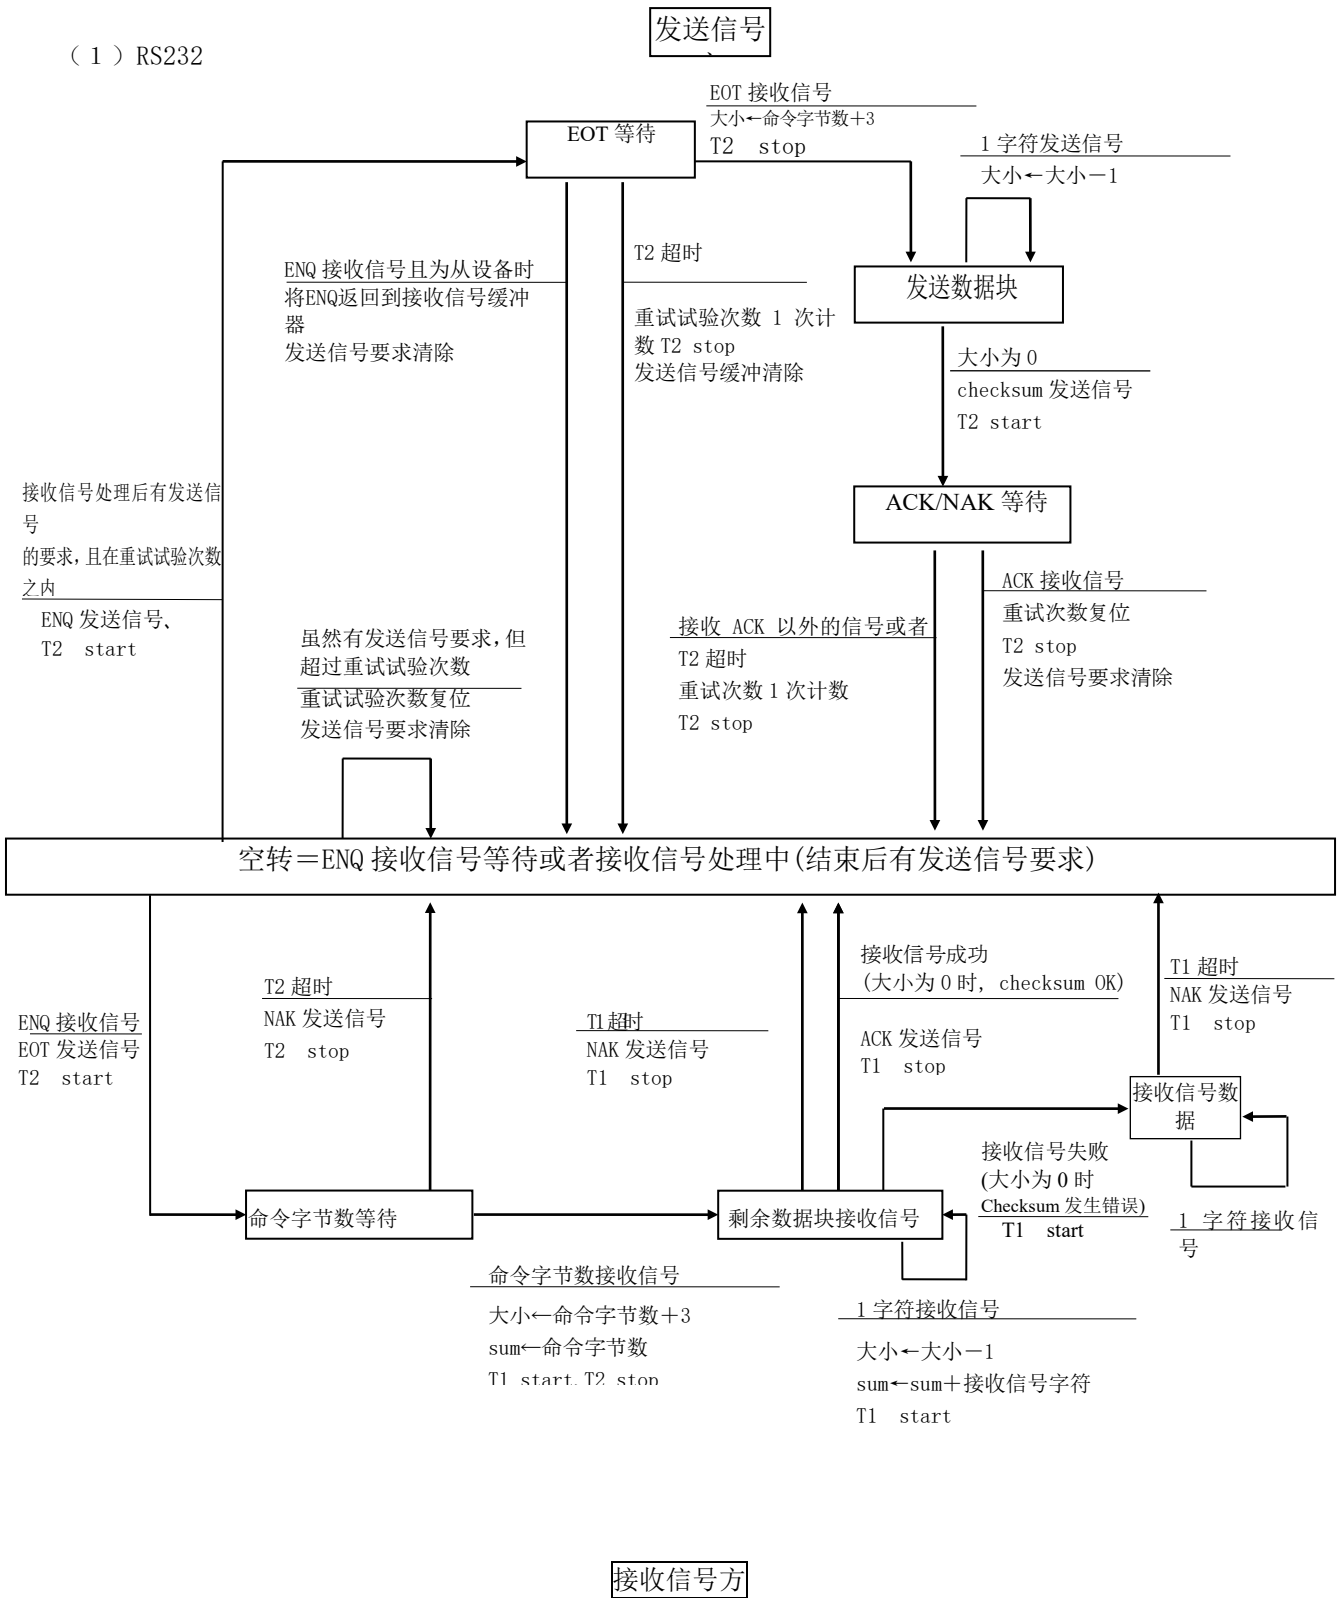 发送信号
（１）RS232
EOT 接收信号
大小←命令字节数＋3
T2 stop
EOT 等待
1 字符发送信号
大小←大小－1
T2 超时
ENQ 接收信号且为从设备时
将ENQ返回到接收信号缓冲
器
发送信号要求清除
重试试验次数 1 次计
数 T2 stop
发送信号缓冲清除
发送数据块
大小为 0
checksum 发送信号
T2 start
接收信号处理后有发送信
号
的要求，且在重试试验次数
之内
ENQ 发送信号、
T2 start
ACK/NAK 等待
ACK 接收信号
重试次数复位
T2 stop
发送信号要求清除
接收 ACK 以外的信号或者
T2 超时
重试次数 1 次计数
T2 stop
虽然有发送信号要求，但
超过重试试验次数
重试试验次数复位
发送信号要求清除
空转＝ENQ 接收信号等待或者接收信号处理中(结束后有发送信号要求)
ENQ 接收信号
EOT 发送信号
T2 start
T2 超时
NAK 发送信号
T2 stop
T1超时
NAK 发送信号
T1 stop
接收信号成功
(大小为 0 时, checksum OK)
ACK 发送信号
T1 stop
T1 超时
NAK 发送信号
T1 stop
接收信号数
据
接收信号失败
(大小为 0 时
Checksum 发生错误)
T1 start
1 字符接收信
号
命令字节数等待
剩余数据块接收信号
命令字节数接收信号
大小←命令字节数＋3
sum←命令字节数
T1 start, T2 stop
1 字符接收信号
大小←大小－1
sum←sum＋接收信号字符
T1 start
接收信号方